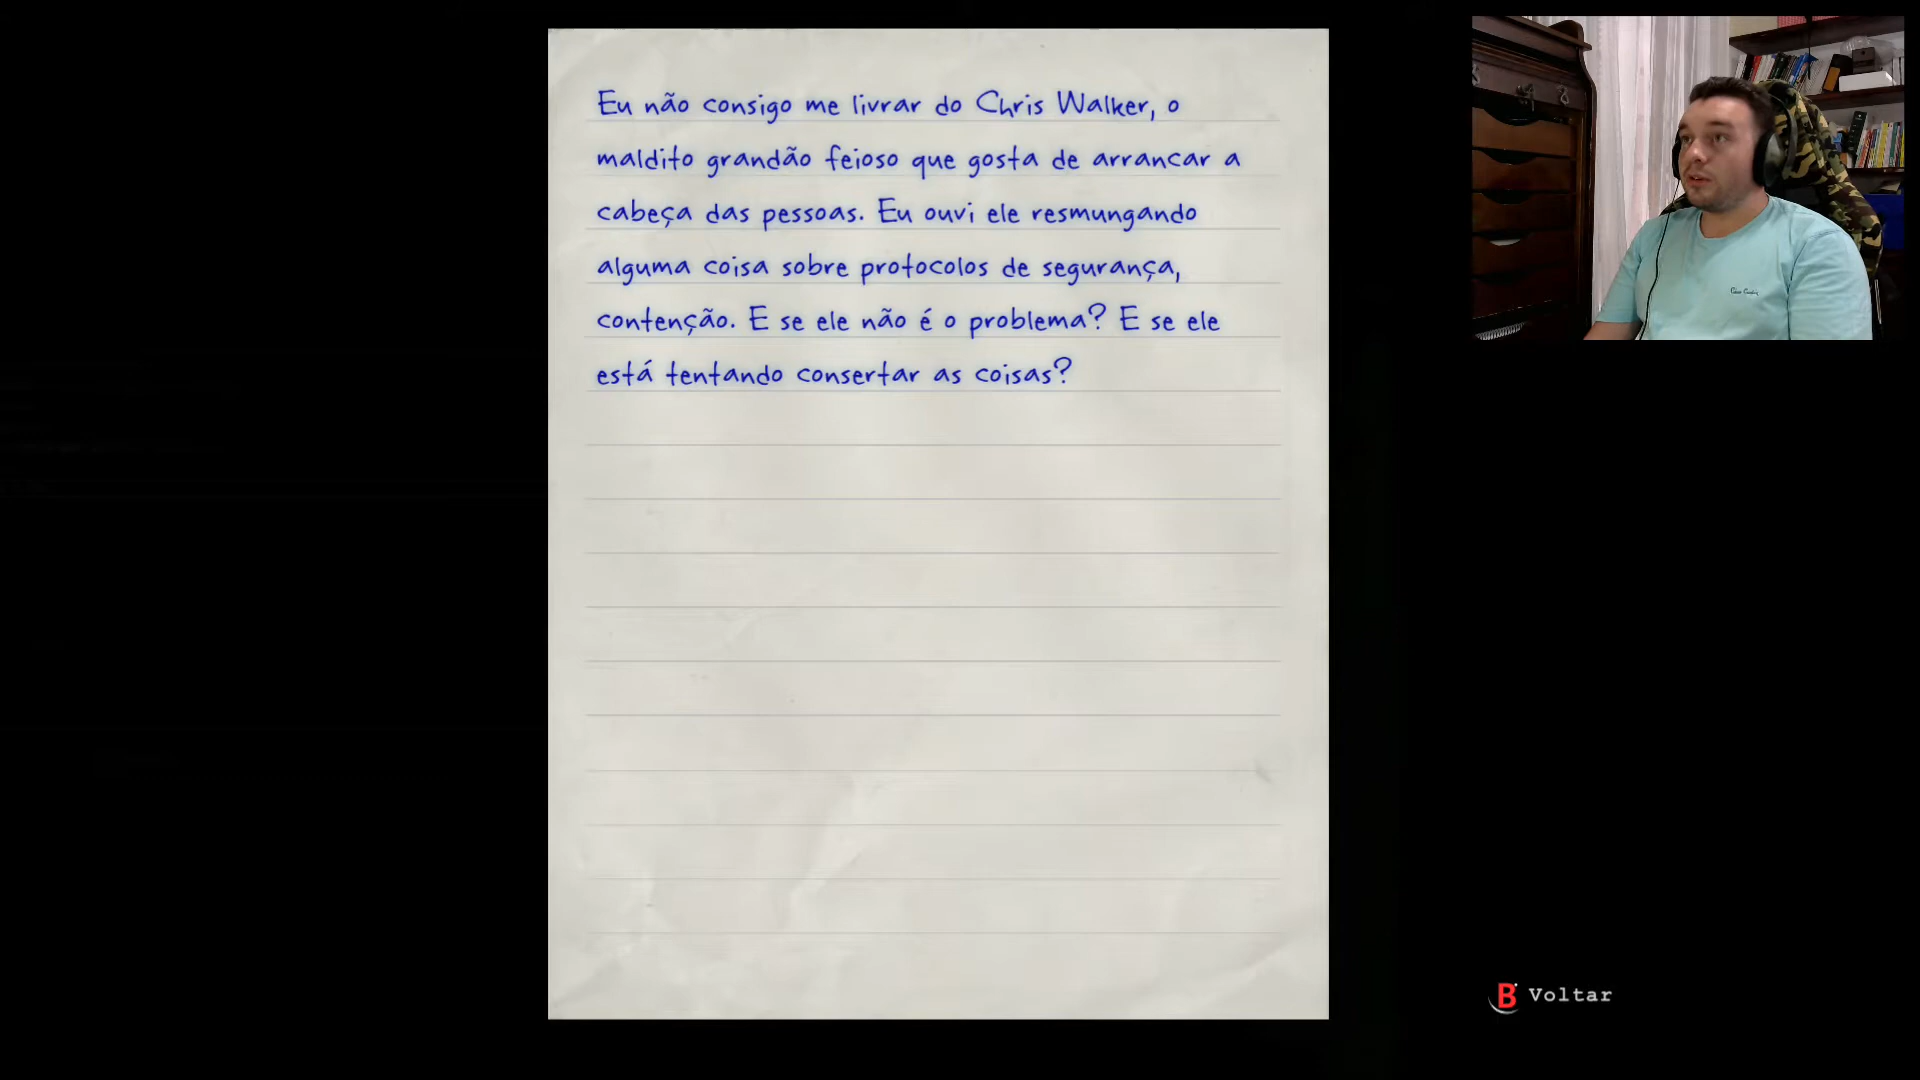 Eu não consigo me livrar do Chris Walker, o
maldito grandão feioso que gosta de arrancar a
cabeça das pessoas. Eu ouvi ele resmungando
alguma coisa sobre protocolos de segurança,
contenção. E se ele não é o problema? E se ele
está tentando consertar as coisas?
B Voltar